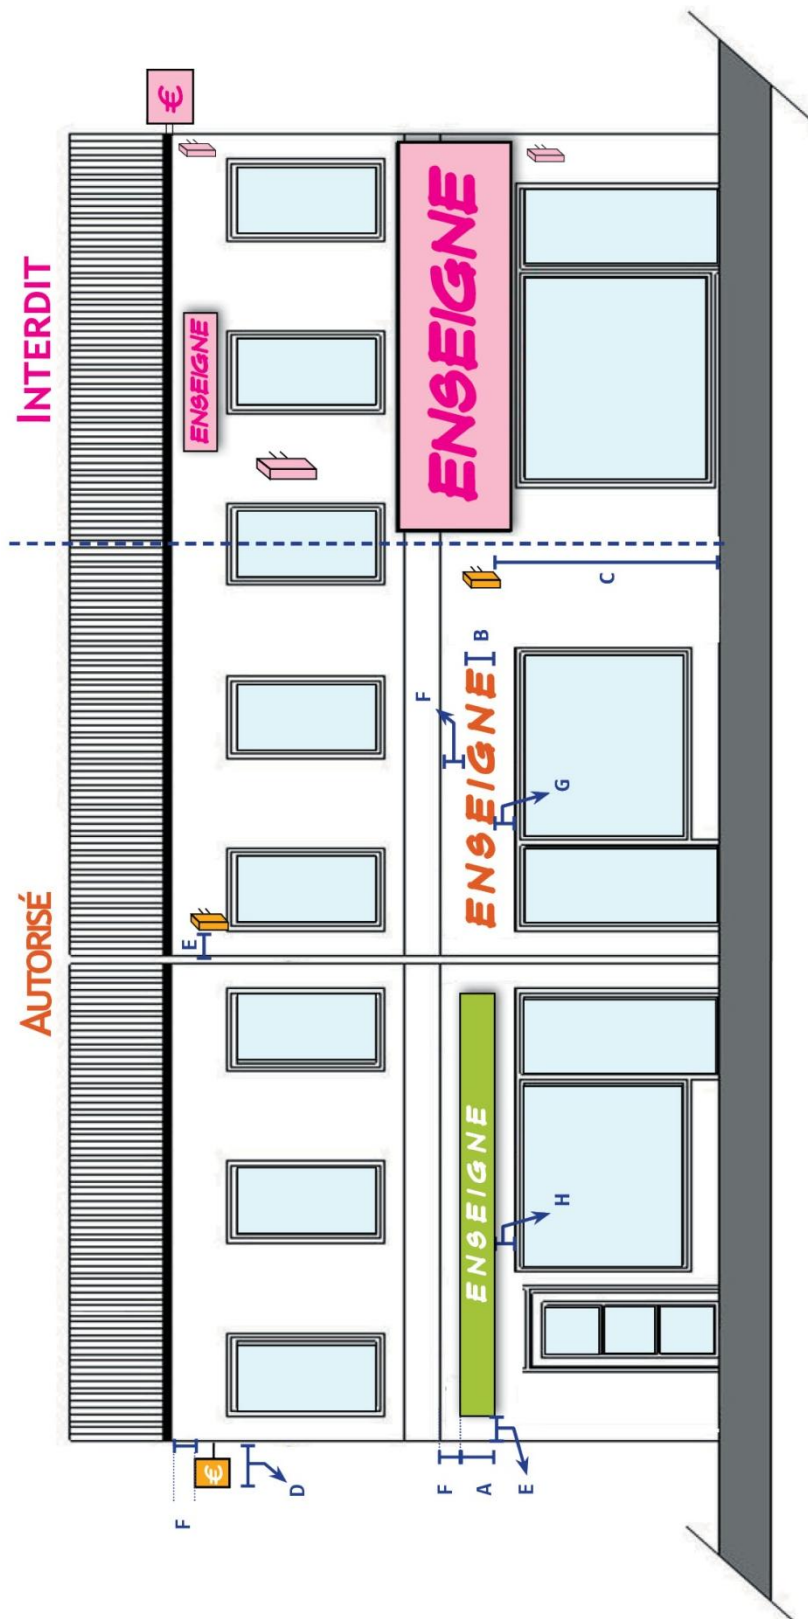 AUTORISÉ
INTERDIT
€
ENSEIGNE
F
€
E
D
F
A
E
ENSEIGNE
H
ENSEIGNE
F
G
B
C
ENSEIGNE